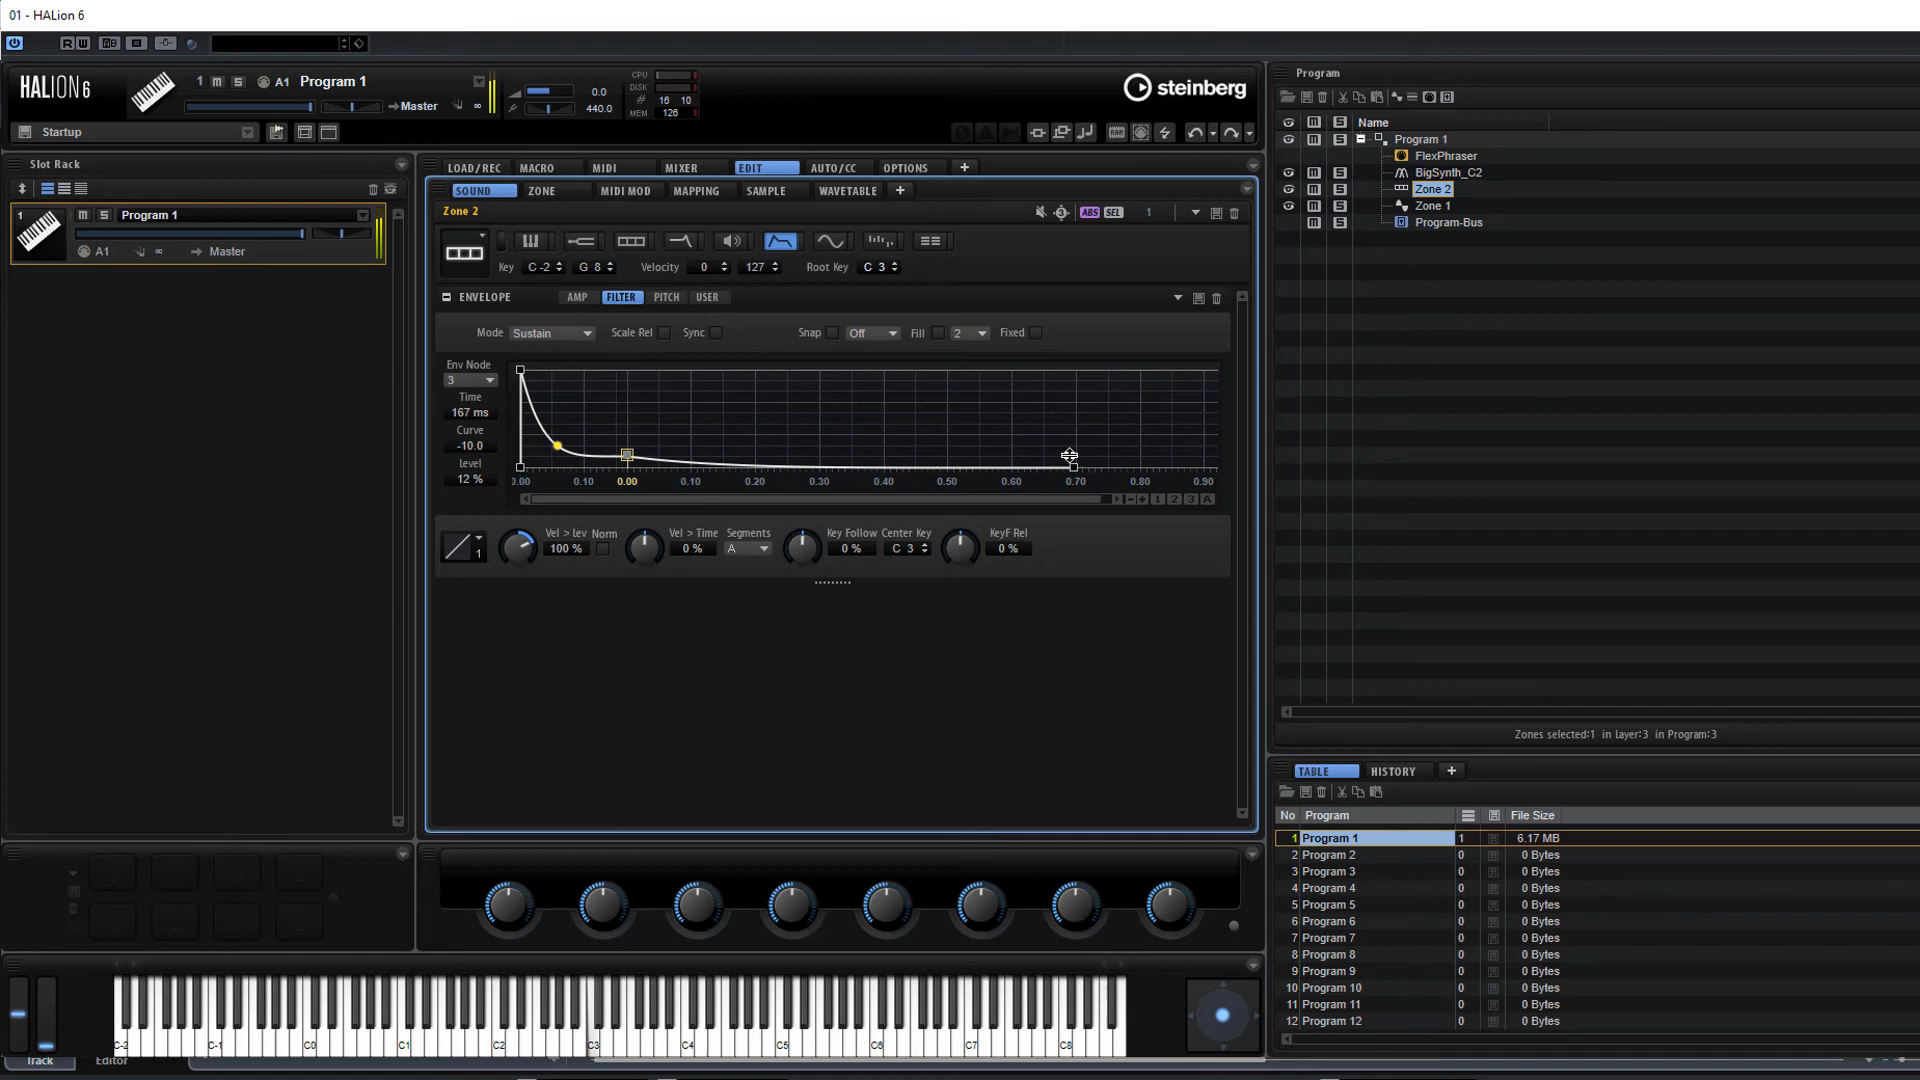 01 - HALion 6
R W
HALION 6
1 M S A1 Program 1
Master ∞
0.0
440.0
CPU
DISK
# 16 10
MEM 126
steinberg
Startup
Slot Rack
1 M S Program 1
A1 ∞ → Master
LOAD/REC MACRO MIDI MIXER EDIT AUTO/CC OPTIONS +
SOUND ZONE MIDI MOD MAPPING SAMPLE WAVETABLE +
Zone 2
ABS SEL 1
Key C -2 G 8 Velocity 0 127 Root Key C 3
ENVELOPE AMP FILTER PITCH USER
Mode Sustain Scale Rel Sync Snap Off Fill 2 Fixed
Env Node
3
Time
167 ms
Curve
-10.0
Level
12 %
0.00 0.10 0.00 0.10 0.20 0.30 0.40 0.50 0.60 0.70 0.80 0.90
- + 1 2 3 A
1
Vel > Lev
100 %
Norm
Vel > Time
0 %
Segments
A
Key Follow
0 %
Center Key
C 3
KeyF Rel
0 %
C-2 C-1 C0 C1 C2 C3 C4 C5 C6 C7 C8
Track Editor
Program
M S Name
M S Program 1
FlexPhraser
M S BigSynth_C2
M S Zone 2
M S Zone 1
M S Program-Bus
Zones selected:1 in Layer:3 in Program:3
TABLE HISTORY +
No Program File Size
1 Program 1 1 6.17 MB
2 Program 2 0 0 Bytes
3 Program 3 0 0 Bytes
4 Program 4 0 0 Bytes
5 Program 5 0 0 Bytes
6 Program 6 0 0 Bytes
7 Program 7 0 0 Bytes
8 Program 8 0 0 Bytes
9 Program 9 0 0 Bytes
10 Program 10 0 0 Bytes
11 Program 11 0 0 Bytes
12 Program 12 0 0 Bytes